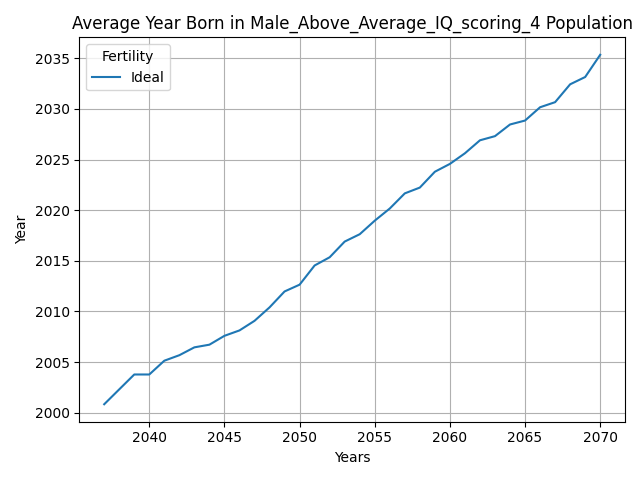 Average Year Born in Male_Above_Average_IQ_scoring_4 Population
Fertility
Ideal
Year
2035
2030
2025
2020
2015
2010
2005
2000
2040 2045 2050 2055 2060 2065 2070
Years